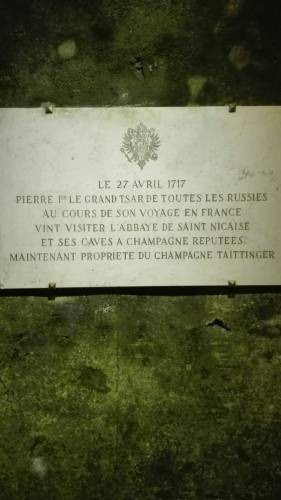 LE 27 AVRIL 1717
PIERRE 1ER LE GRAND TSAR DE TOUTES LES RUSSIES
AU COURS DE SON VOYAGE EN FRANCE
VINT VISITER L'ABBAYE DE SAINT NICAISE
ET SES CAVES A CHAMPAGNE REPUTEES.
MAINTENANT PROPRIETE DU CHAMPAGNE TAITTINGER